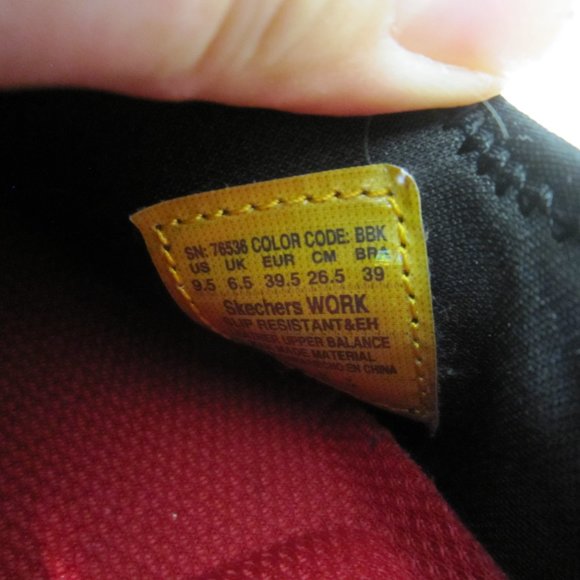 SN: 76536 COLOR CODE: BBK
US UK EUR CM BRA
9.5 6.5 39.5 26.5 39
Skechers WORK
SLIP RESISTANT&EH
UPPER BALANCE
MADE MATERIAL
EN CHINA